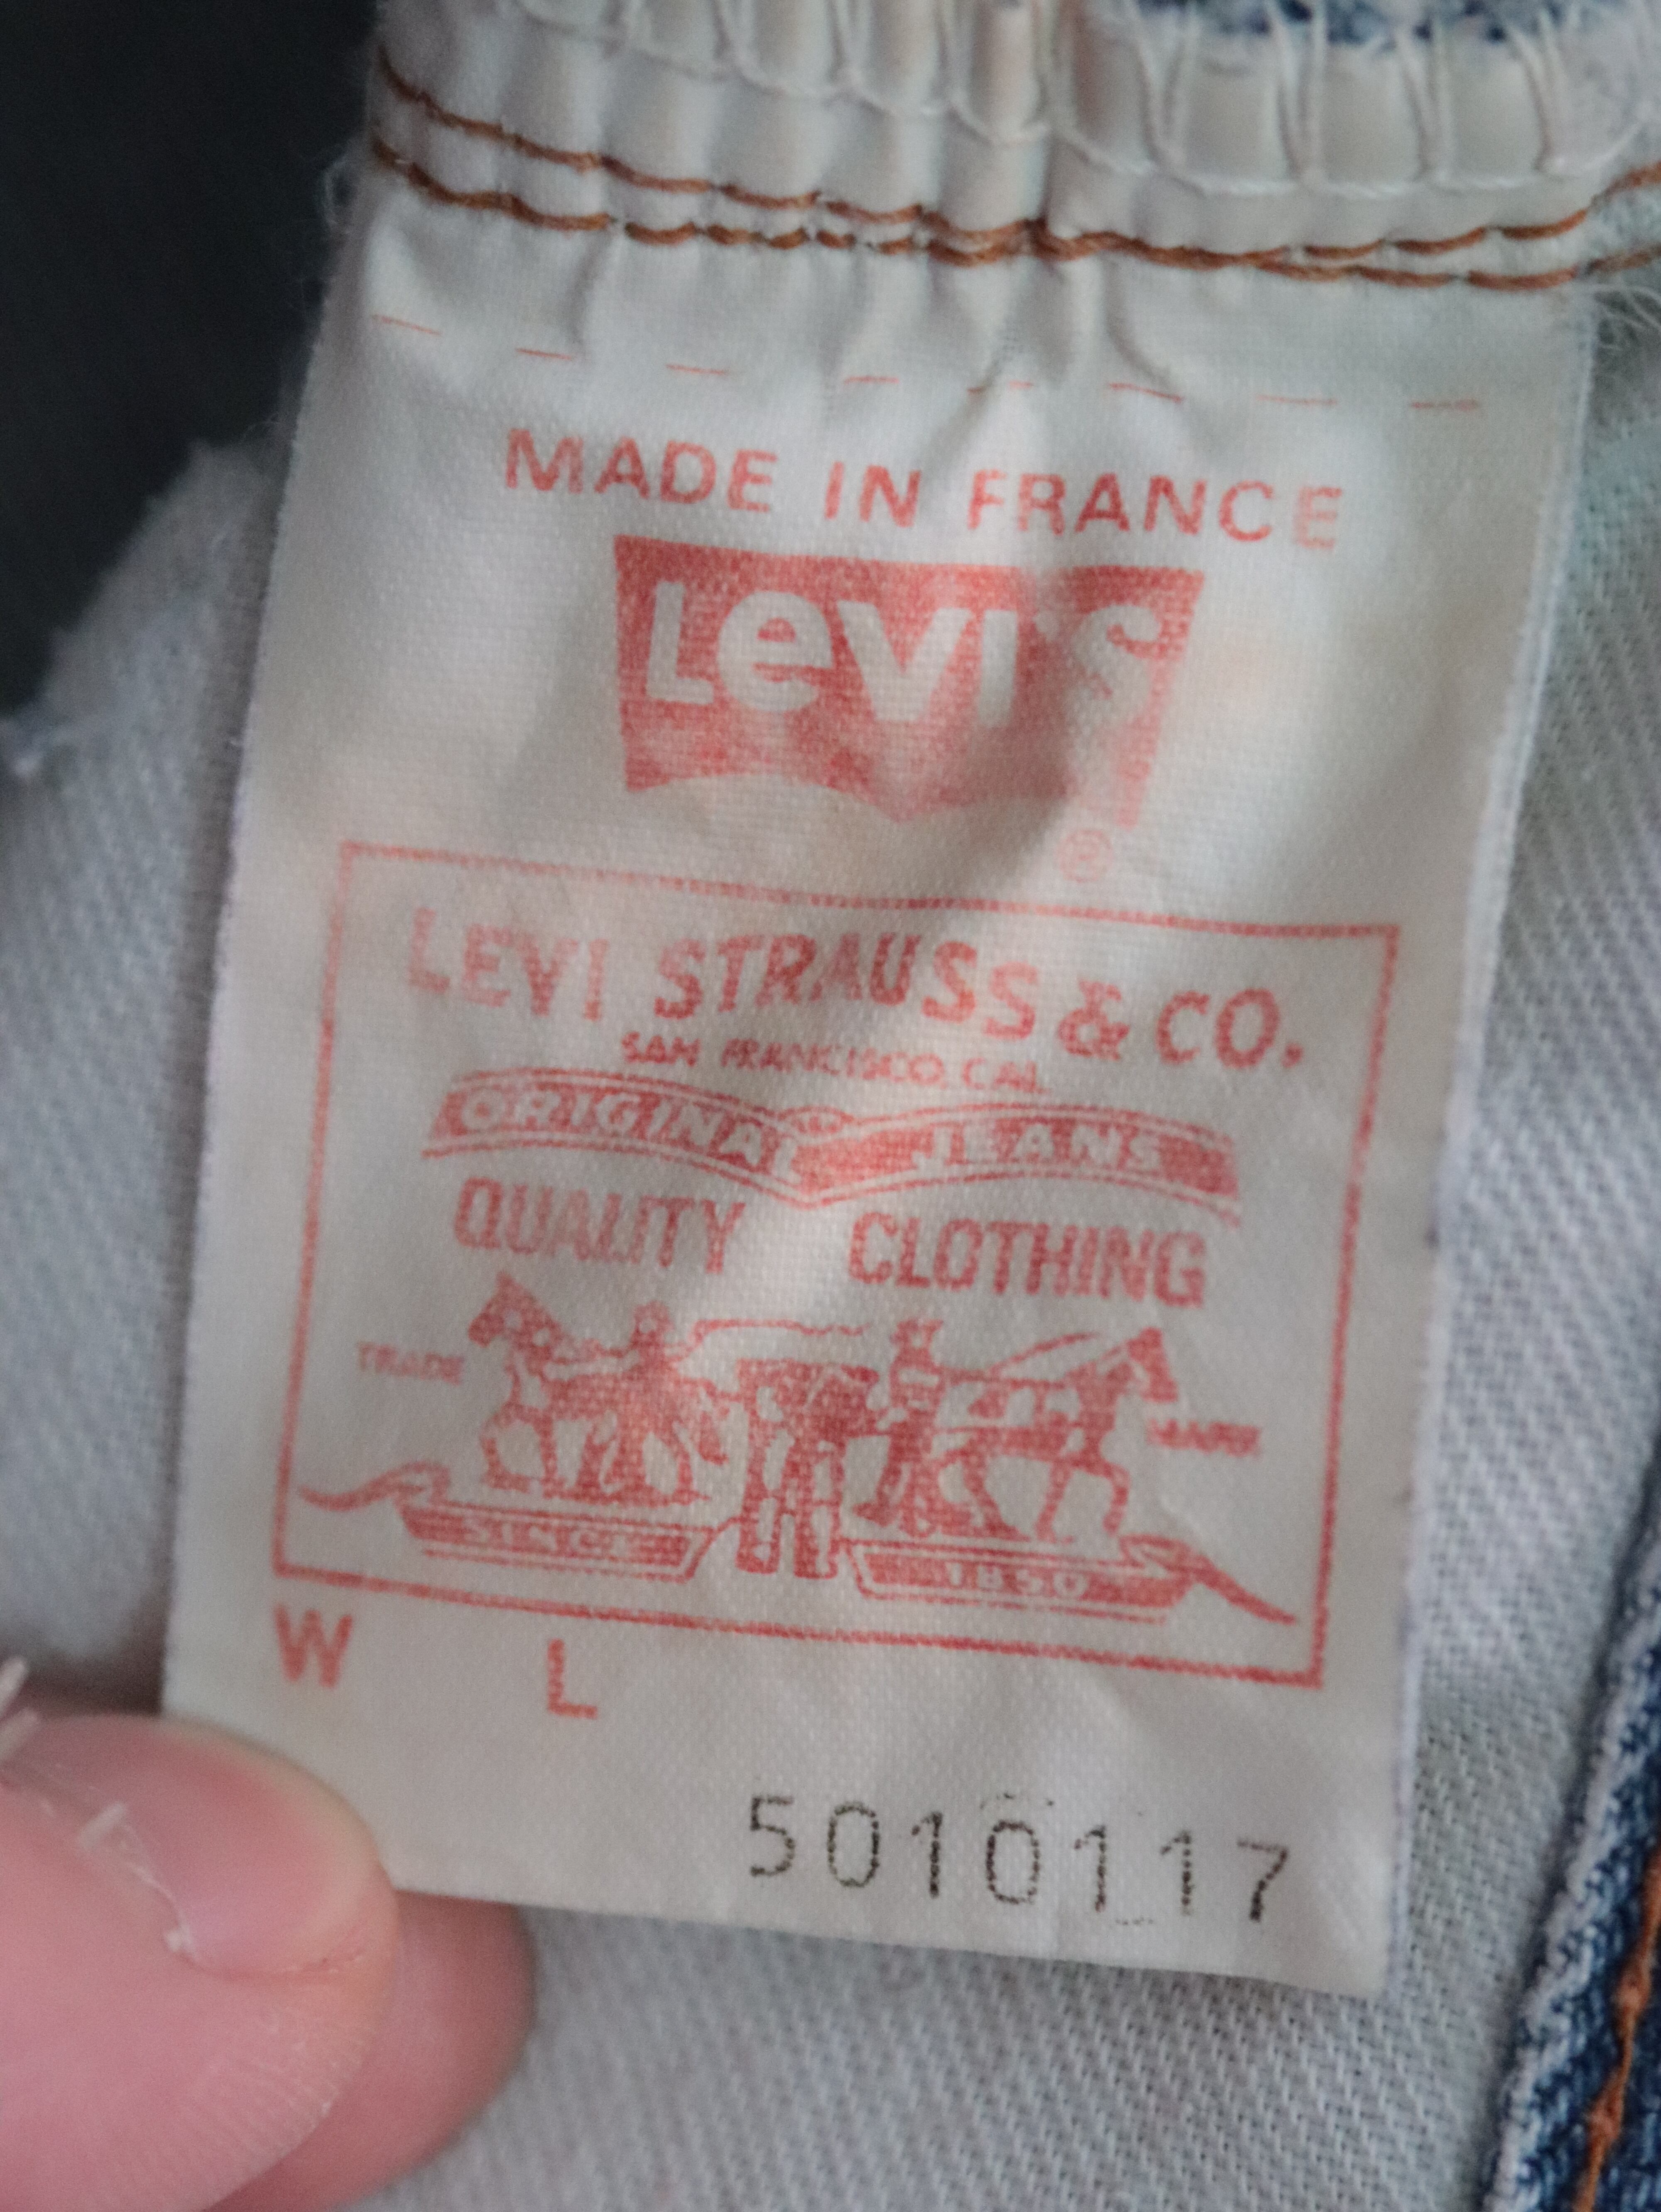 MADE IN FRANCE
Levi's
®
LEVI STRAUSS & CO.
SAN FRANCISCO, CAL.
ORIGINAL JEANS
QUALITY CLOTHING
TRADE MARK
SINCE 1850
W L
5010117